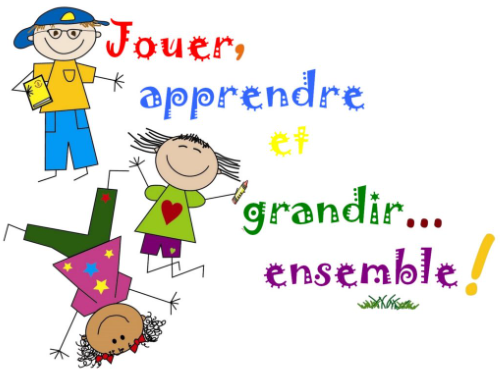 Jouer,
apprendre
et
grandir...
ensemble!